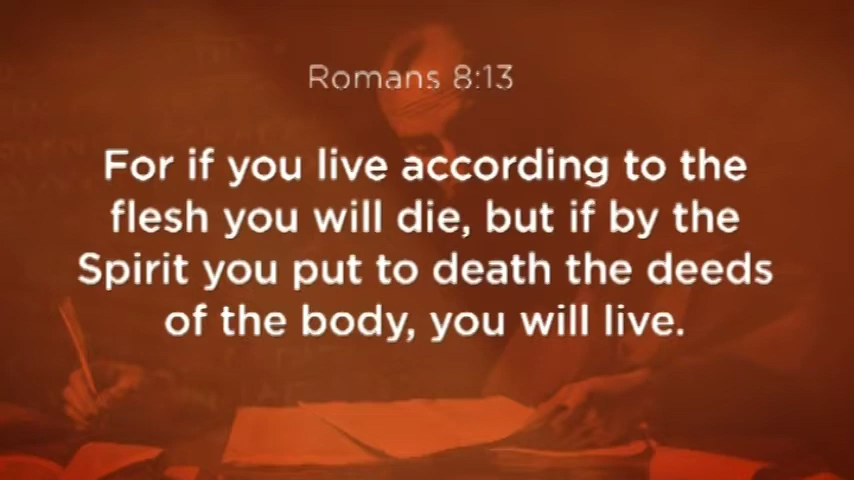 Romans 8:13
For if you live according to the
flesh you will die, but if by the
Spirit you put to death the deeds
of the body, you will live.